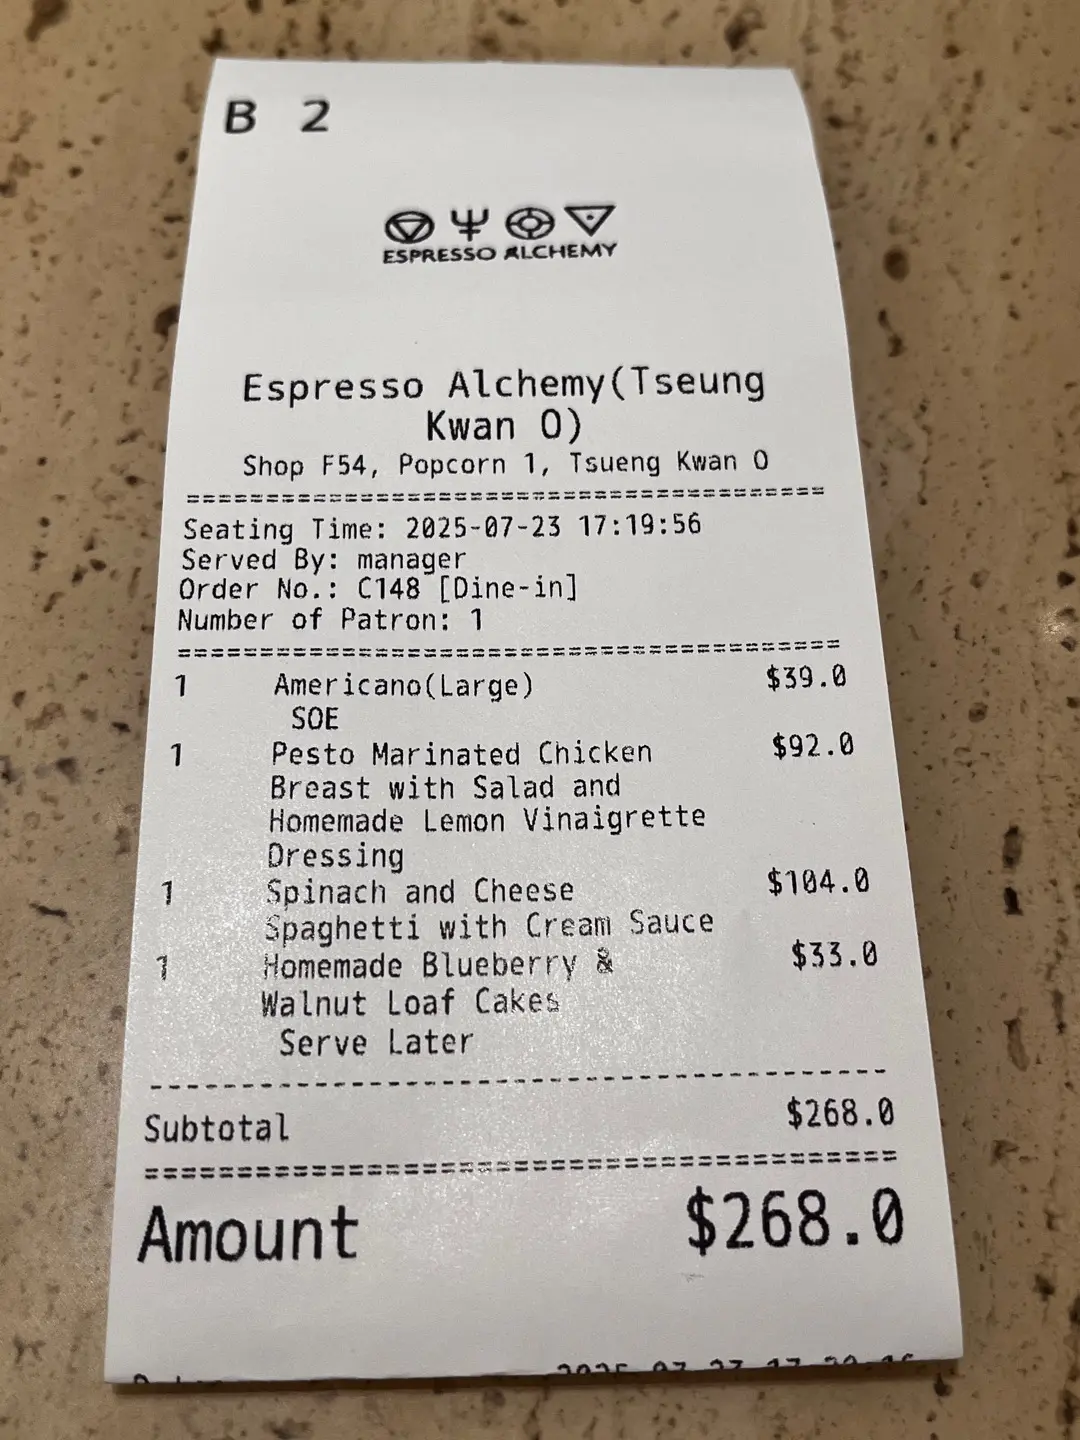 B 2
ESPRESSO ALCHEMY
Espresso Alchemy(Tseung
Kwan O)
Shop F54, Popcorn 1, Tsueng Kwan O
Seating Time: 2025-07-23 17:19:56
Served By: manager
Order No.: C148 [Dine-in]
Number of Patron: 1
1 Americano(Large) $39.0
SOE
1 Pesto Marinated Chicken $92.0
Breast with Salad and
Homemade Lemon Vinaigrette
Dressing
1 Spinach and Cheese $104.0
Spaghetti with Cream Sauce
1 Homemade Blueberry & $33.0
Walnut Loaf Cakes
Serve Later
Subtotal $268.0
Amount $268.0